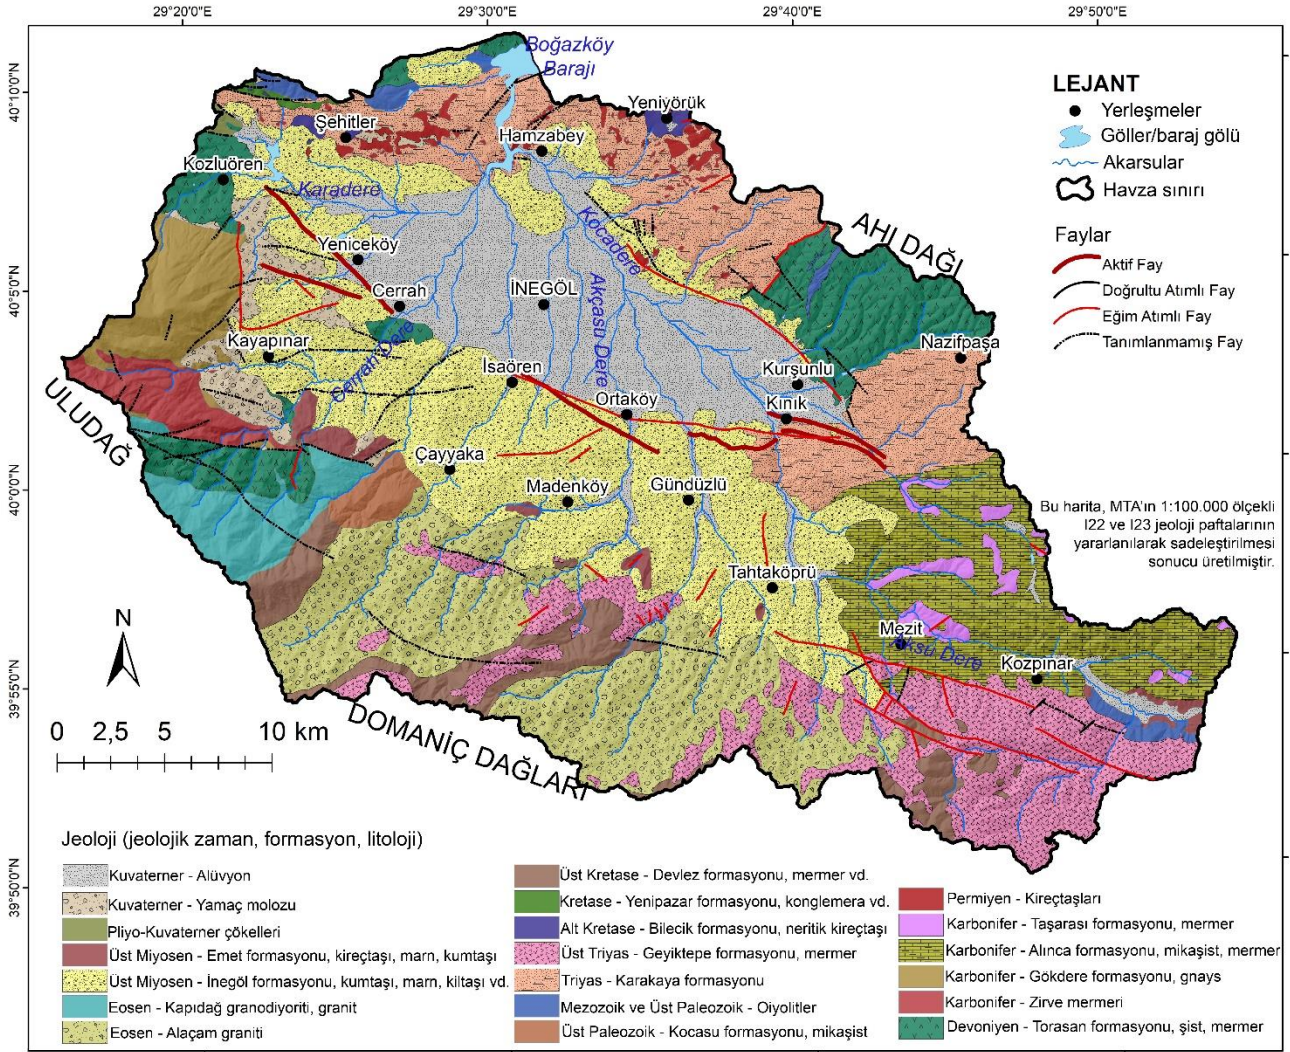 29°20'0"E
29°30'0"E
29°40'0"E
29°50'0"E
40°10'0"N
40°5'0"N
40°0'0"N
39°55'0"N
39°50'0"N
Boğazköy
Barajı
Yeniyörük
Şehitler
Hamzabey
Kozluören
Karadere
Kocadere
AHI DAĞI
Yeniceköy
Cerrah
İNEGÖL
Akçasu Dere
Kayapınar
Cerrah Dere
Nazifpaşa
İsaören
Kurşunlu
Ortaköy
Kınık
ULUDAĞ
Çayyaka
Madenköy
Gündüzlü
Tahtaköprü
Mezit
Aksu Dere
Kozpınar
DOMANİÇ DAĞLARI
LEJANT
Yerleşmeler
Göller/baraj gölü
Akarsular
Havza sınırı
Faylar
Aktif Fay
Doğrultu Atımlı Fay
Eğim Atımlı Fay
Tanımlanmamış Fay
Bu harita, MTA'ın 1:100.000 ölçekli
I22 ve I23 jeoloji paftalarının
yararlanılarak sadeleştirilmesi
sonucu üretilmiştir.
N
0 2,5 5 10 km
Jeoloji (jeolojik zaman, formasyon, litoloji)
Kuvaterner - Alüvyon
Kuvaterner - Yamaç molozu
Pliyo-Kuvaterner çökelleri
Üst Miyosen - Emet formasyonu, kireçtaşı, marn, kumtaşı
Üst Miyosen - İnegöl formasyonu, kumtaşı, marn, kiltaşı vd.
Eosen - Kapıdağ granodiyoriti, granit
Eosen - Alaçam graniti
Üst Kretase - Devlez formasyonu, mermer vd.
Kretase - Yenipazar formasyonu, konglemera vd.
Alt Kretase - Bilecik formasyonu, neritik kireçtaşı
Üst Triyas - Geyiktepe formasyonu, mermer
Triyas - Karakaya formasyonu
Mezozoik ve Üst Paleozoik - Oiyolitler
Üst Paleozoik - Kocasu formasyonu, mikaşist
Permiyen - Kireçtaşları
Karbonifer - Taşarası formasyonu, mermer
Karbonifer - Alınca formasyonu, mikaşist, mermer
Karbonifer - Gökdere formasyonu, gnays
Karbonifer - Zirve mermeri
Devoniyen - Torasan formasyonu, şist, mermer